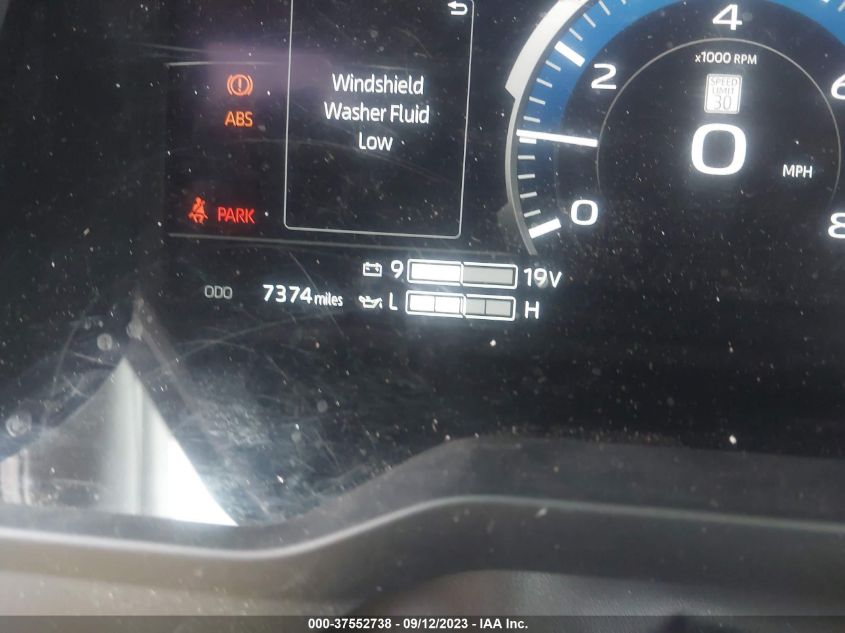 4
x1000 RPM
2
6
SPEED
LIMIT
30
0
MPH
0
8
Windshield
Washer Fluid
Low
ABS
PARK
9
19V
ODO
7374 miles
L
H
000-37552738 - 09/12/2023 - IAA Inc.